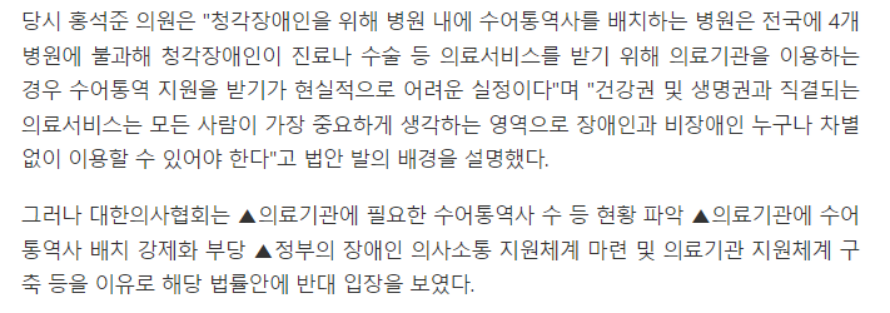 당시 홍석준 의원은 "청각장애인을 위해 병원 내에 수어통역사를 배치하는 병원은 전국에 4개
병원에 불과해 청각장애인이 진료나 수술 등 의료서비스를 받기 위해 의료기관을 이용하는
경우 수어통역 지원을 받기가 현실적으로 어려운 실정이다"며 "건강권 및 생명권과 직결되는
의료서비스는 모든 사람이 가장 중요하게 생각하는 영역으로 장애인과 비장애인 누구나 차별
없이 이용할 수 있어야 한다"고 법안 발의 배경을 설명했다.
그러나 대한의사협회는 ▲의료기관에 필요한 수어통역사 수 등 현황 파악 ▲의료기관에 수어
통역사 배치 강제화 부당 ▲정부의 장애인 의사소통 지원체계 마련 및 의료기관 지원체계 구
축 등을 이유로 해당 법률안에 반대 입장을 보였다.